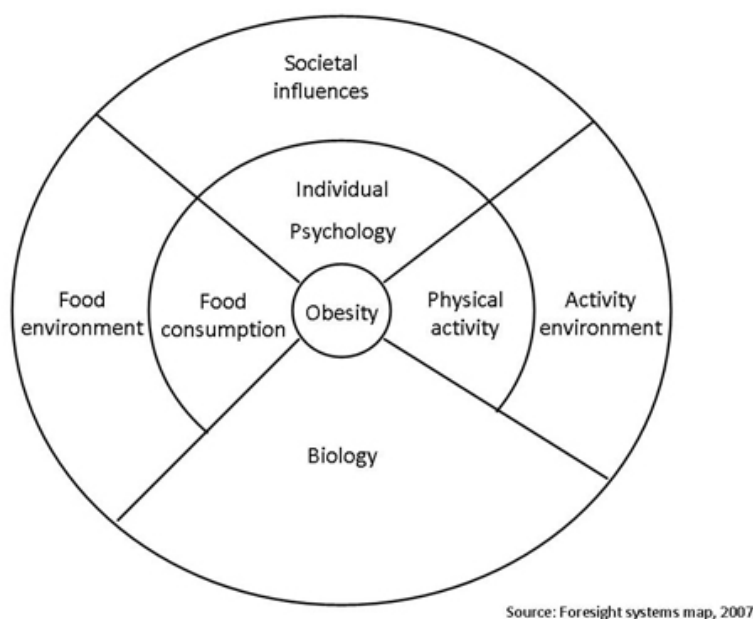 Societal
influences
Individual
Psychology
Food
environment
Food
consumption
Obesity
Physical
activity
Activity
environment
Biology
Source: Foresight systems map, 2007